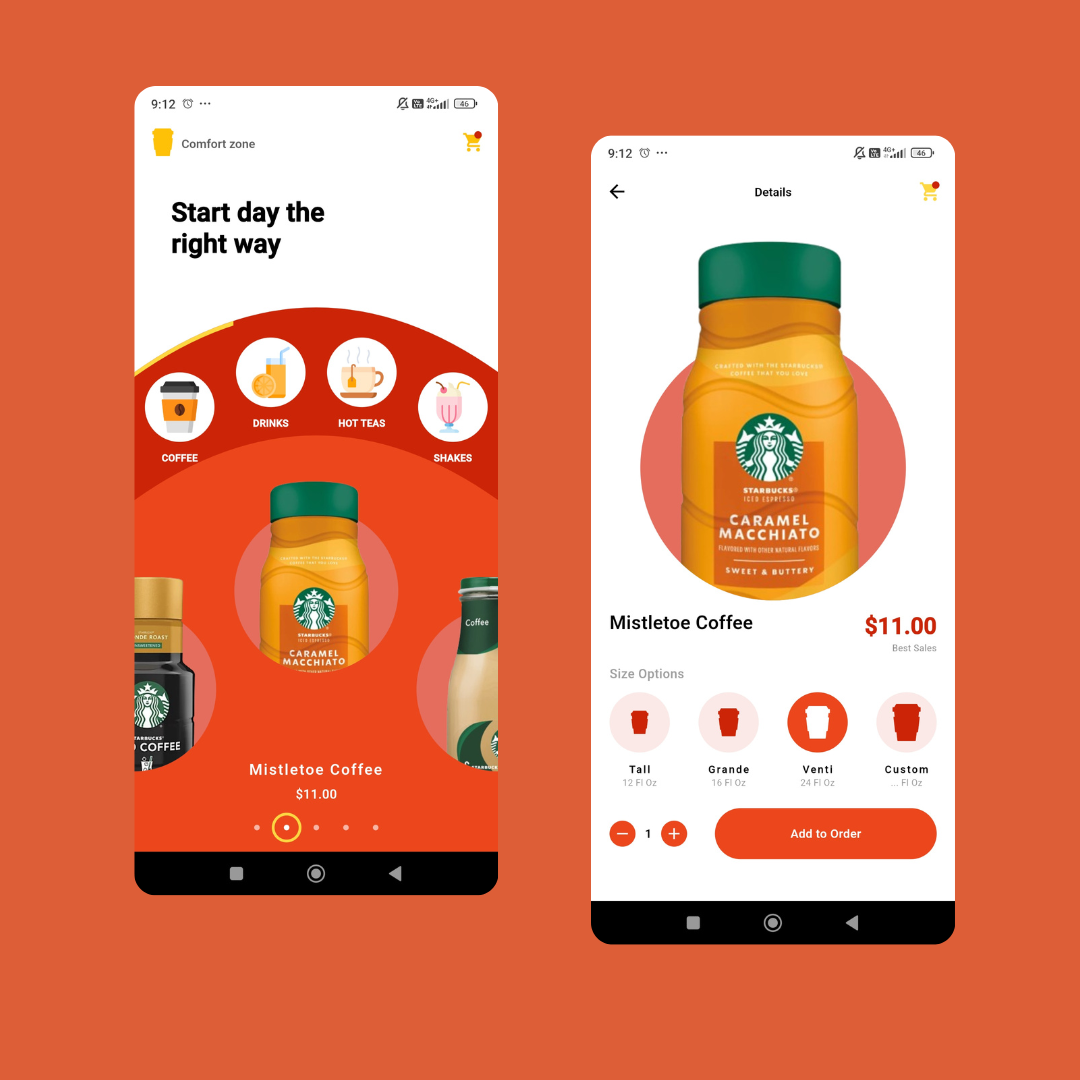 9:12
4G+
46
Comfort zone
Start day the
right way
DRINKS
HOT TEAS
COFFEE
SHAKES
CRAFTED WITH THE STARBUCKS®
COFFEE THAT YOU LOVE
STARBUCKS®
ICED ESPRESSO
CARAMEL
MACCHIATO
NDE ROAST
UNSWEETENED
D COFFEE
Coffee
STARBUC
Mistletoe Coffee
$11.00
9:12
4G+
46
Details
CRAFTED WITH THE STARBUCKS®
COFFEE THAT YOU LOVE
STARBUCKS®
ICED ESPRESSO
CARAMEL
MACCHIATO
FLAVORED WITH OTHER NATURAL FLAVORS
SWEET & BUTTERY
Mistletoe Coffee
$11.00
Best Sales
Size Options
Tall
Grande
Venti
Custom
12 Fl Oz
16 Fl Oz
24 Fl Oz
... Fl Oz
1
Add to Order